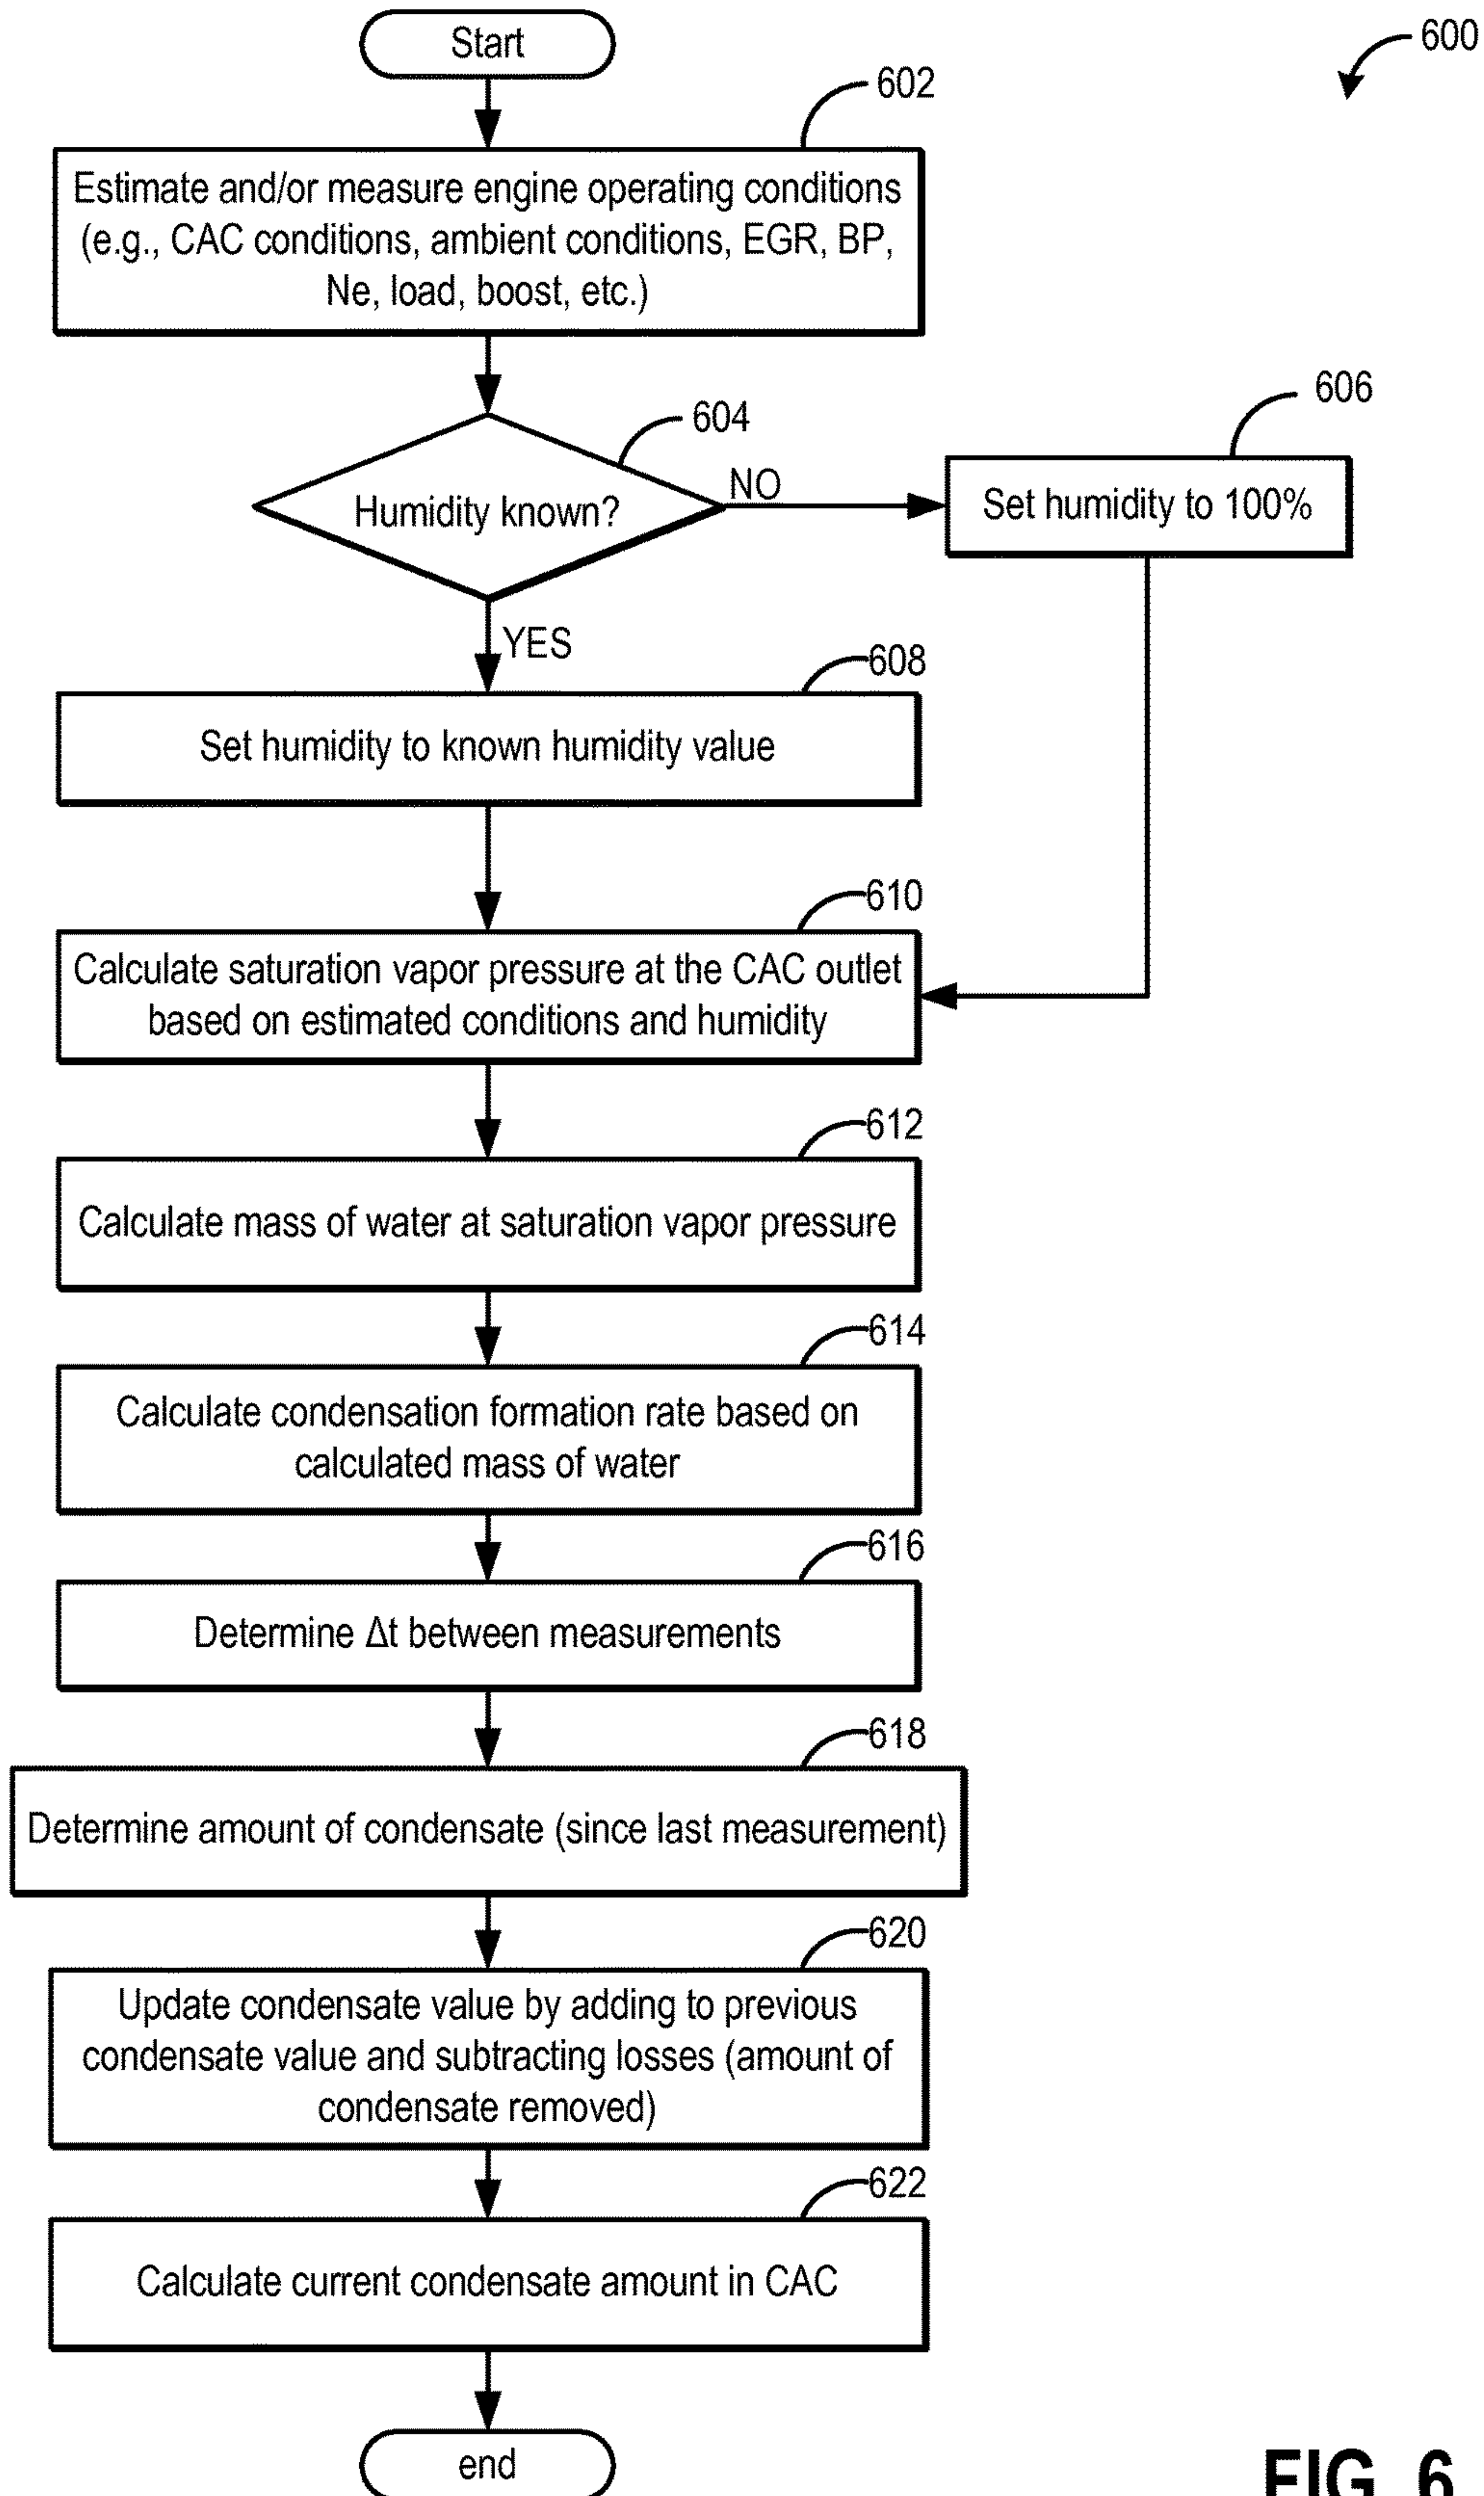 Start
600
602
Estimate and/or measure engine operating conditions
(e.g., CAC conditions, ambient conditions, EGR, BP,
Ne, load, boost, etc.)
604
606
Humidity known?
NO
Set humidity to 100%
YES
608
Set humidity to known humidity value
610
Calculate saturation vapor pressure at the CAC outlet
based on estimated conditions and humidity
612
Calculate mass of water at saturation vapor pressure
614
Calculate condensation formation rate based on
calculated mass of water
616
Determine Δt between measurements
618
Determine amount of condensate (since last measurement)
620
Update condensate value by adding to previous
condensate value and subtracting losses (amount of
condensate removed)
622
Calculate current condensate amount in CAC
end
FIG. 6